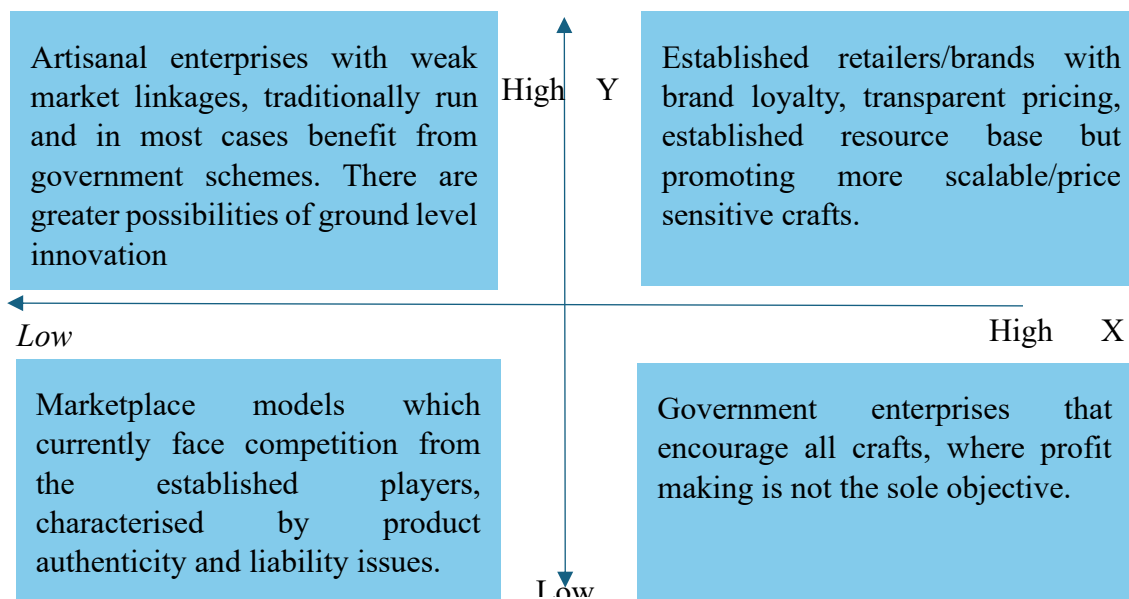 Artisanal enterprises with weak
market linkages, traditionally run
and in most cases benefit from
government schemes. There are
greater possibilities of ground level
innovation
High Y
Established retailers/brands with
brand loyalty, transparent pricing,
established resource base but
promoting more scalable/price
sensitive crafts.
Low
High X
Marketplace models which
currently face competition from
the established players,
characterised by product
authenticity and liability issues.
Government enterprises that
encourage all crafts, where profit
making is not the sole objective.
Low